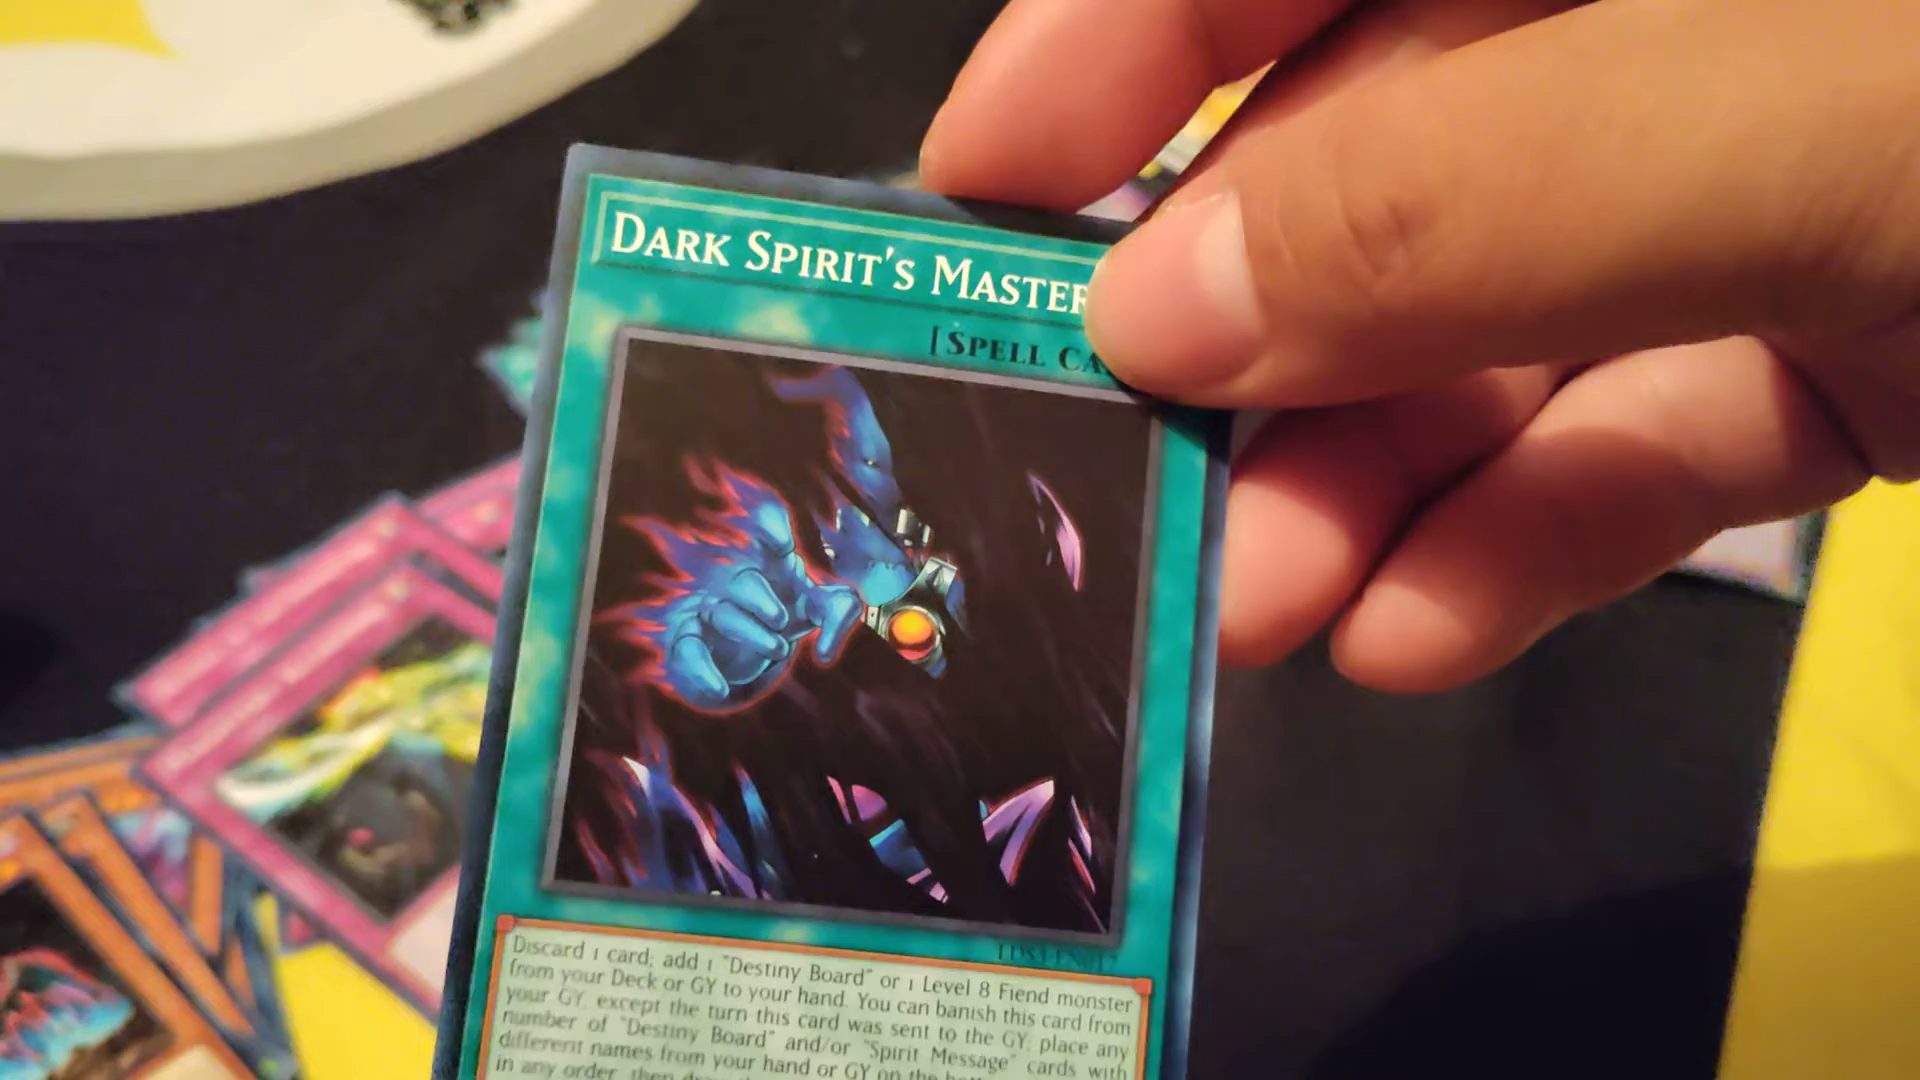 DARK SPIRIT'S MASTER
[SPELL CA
Discard 1 card; add 1 "Destiny Board" or 1 Level 8 Fiend monster
from your Deck or GY to your hand. You can banish this card from
your GY, except the turn this card was sent to the GY; place any
number of "Destiny Board" and/or "Spirit Message" cards with
different names from your hand or GY on the
in any order, then